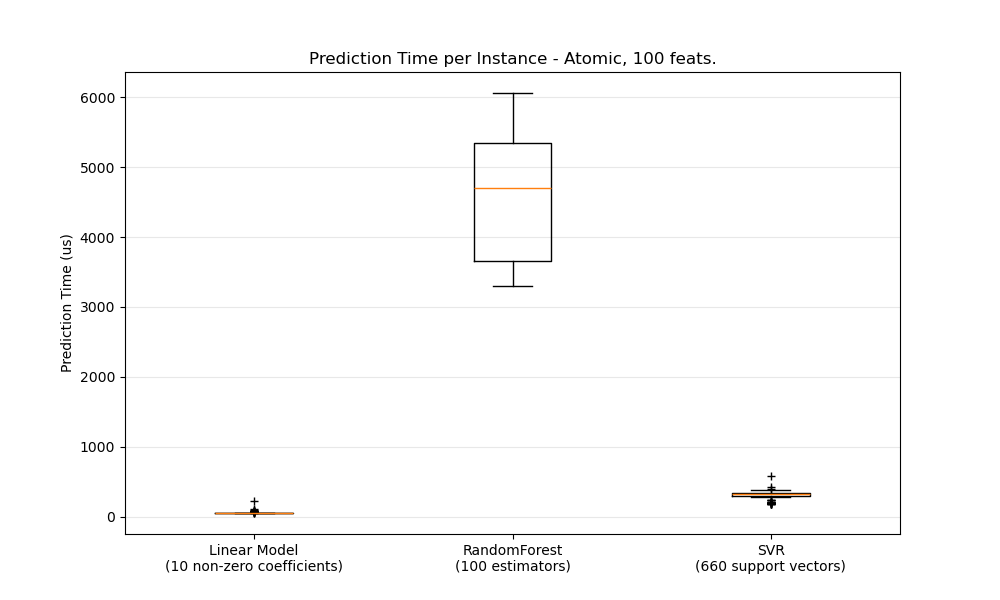 Prediction Time per Instance - Atomic, 100 feats.
Prediction Time (us)
6000
5000
4000
3000
2000
1000
0
Linear Model
(10 non-zero coefficients)
RandomForest
(100 estimators)
SVR
(660 support vectors)